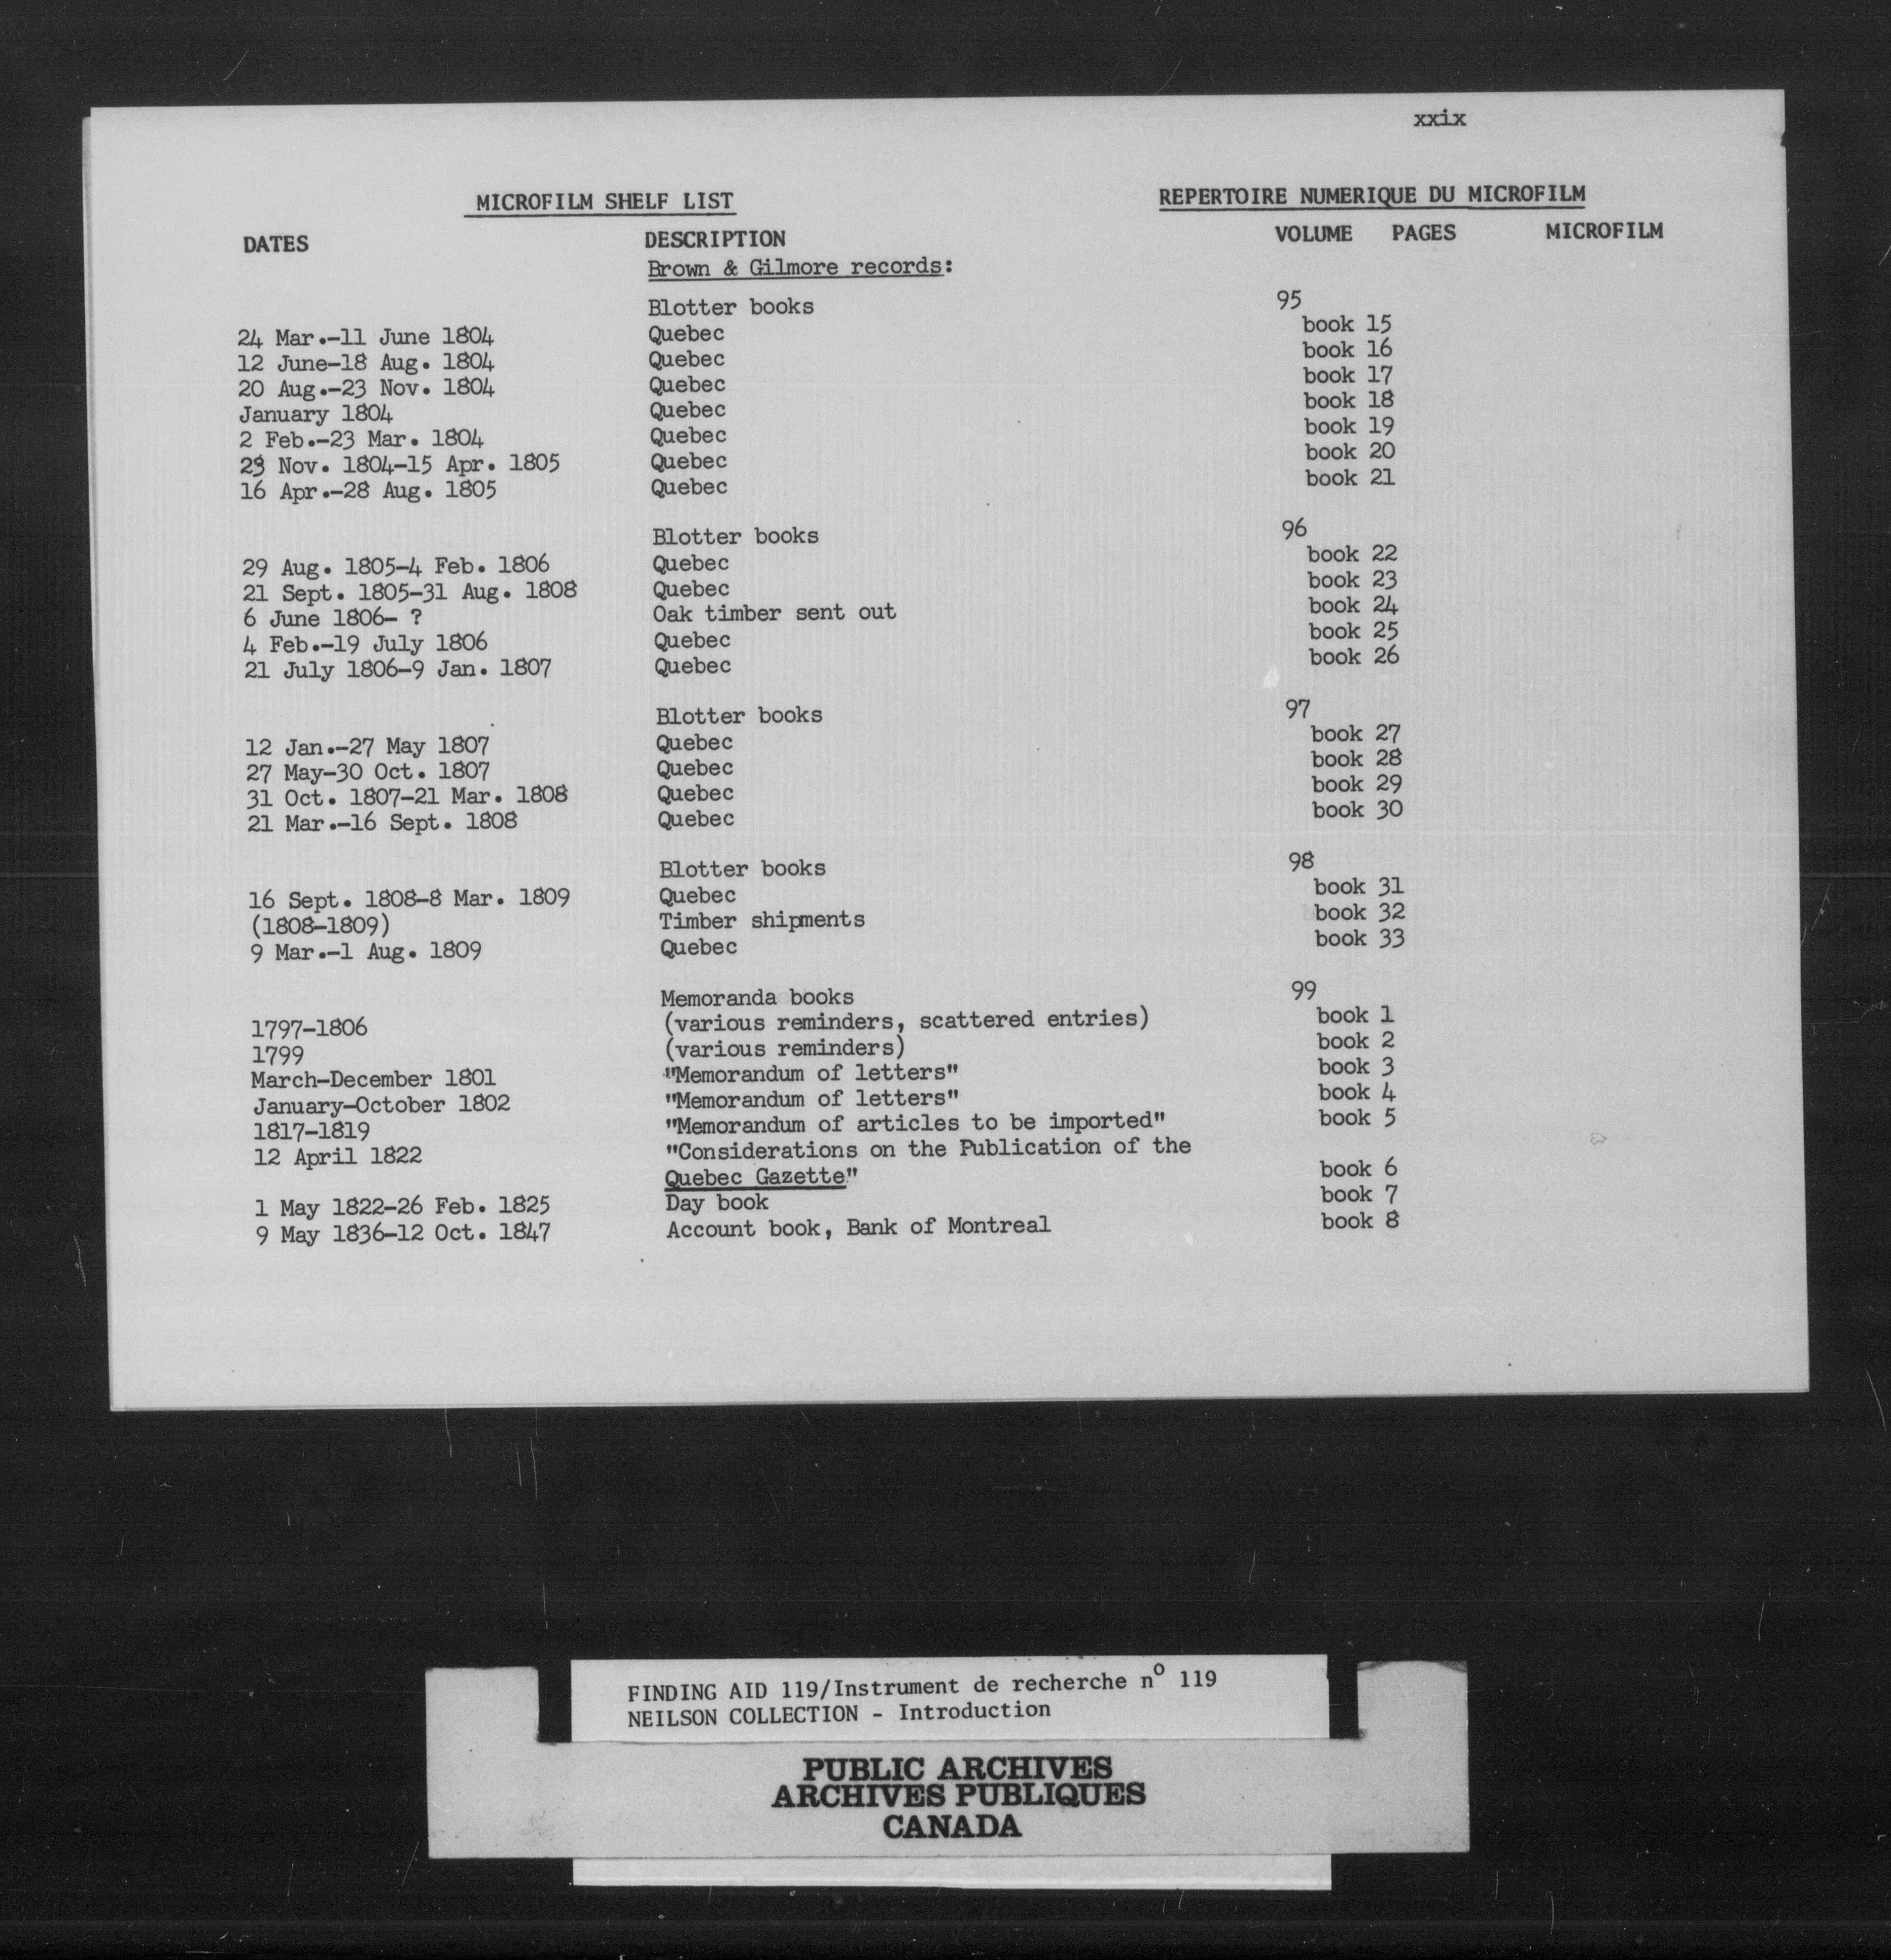 xxix
MICROFILM SHELF LIST REPERTOIRE NUMERIQUE DU MICROFILM
DATES DESCRIPTION VOLUME PAGES MICROFILM
Brown & Gilmore records:
Blotter books 95
24 Mar.-11 June 1804 Quebec book 15
12 June-18 Aug. 1804 Quebec book 16
20 Aug.-23 Nov. 1804 Quebec book 17
January 1804 Quebec book 18
2 Feb.-23 Mar. 1804 Quebec book 19
23 Nov. 1804-15 Apr. 1805 Quebec book 20
16 Apr.-28 Aug. 1805 Quebec book 21
Blotter books 96
29 Aug. 1805-4 Feb. 1806 Quebec book 22
21 Sept. 1805-31 Aug. 1808 Quebec book 23
6 June 1806- ? Oak timber sent out book 24
4 Feb.-19 July 1806 Quebec book 25
21 July 1806-9 Jan. 1807 Quebec book 26
Blotter books 97
12 Jan.-27 May 1807 Quebec book 27
27 May-30 Oct. 1807 Quebec book 28
31 Oct. 1807-21 Mar. 1808 Quebec book 29
21 Mar.-16 Sept. 1808 Quebec book 30
Blotter books 98
16 Sept. 1808-8 Mar. 1809 Quebec book 31
(1808-1809) Timber shipments book 32
9 Mar.-1 Aug. 1809 Quebec book 33
Memoranda books 99
1797-1806 (various reminders, scattered entries) book 1
1799 (various reminders) book 2
March-December 1801 "Memorandum of letters" book 3
January-October 1802 "Memorandum of letters" book 4
1817-1819 "Memorandum of articles to be imported" book 5
12 April 1822 "Considerations on the Publication of the
Quebec Gazette" book 6
1 May 1822-26 Feb. 1825 Day book book 7
9 May 1836-12 Oct. 1847 Account book, Bank of Montreal book 8
FINDING AID 119/Instrument de recherche nº 119
NEILSON COLLECTION - Introduction
PUBLIC ARCHIVES
ARCHIVES PUBLIQUES
CANADA